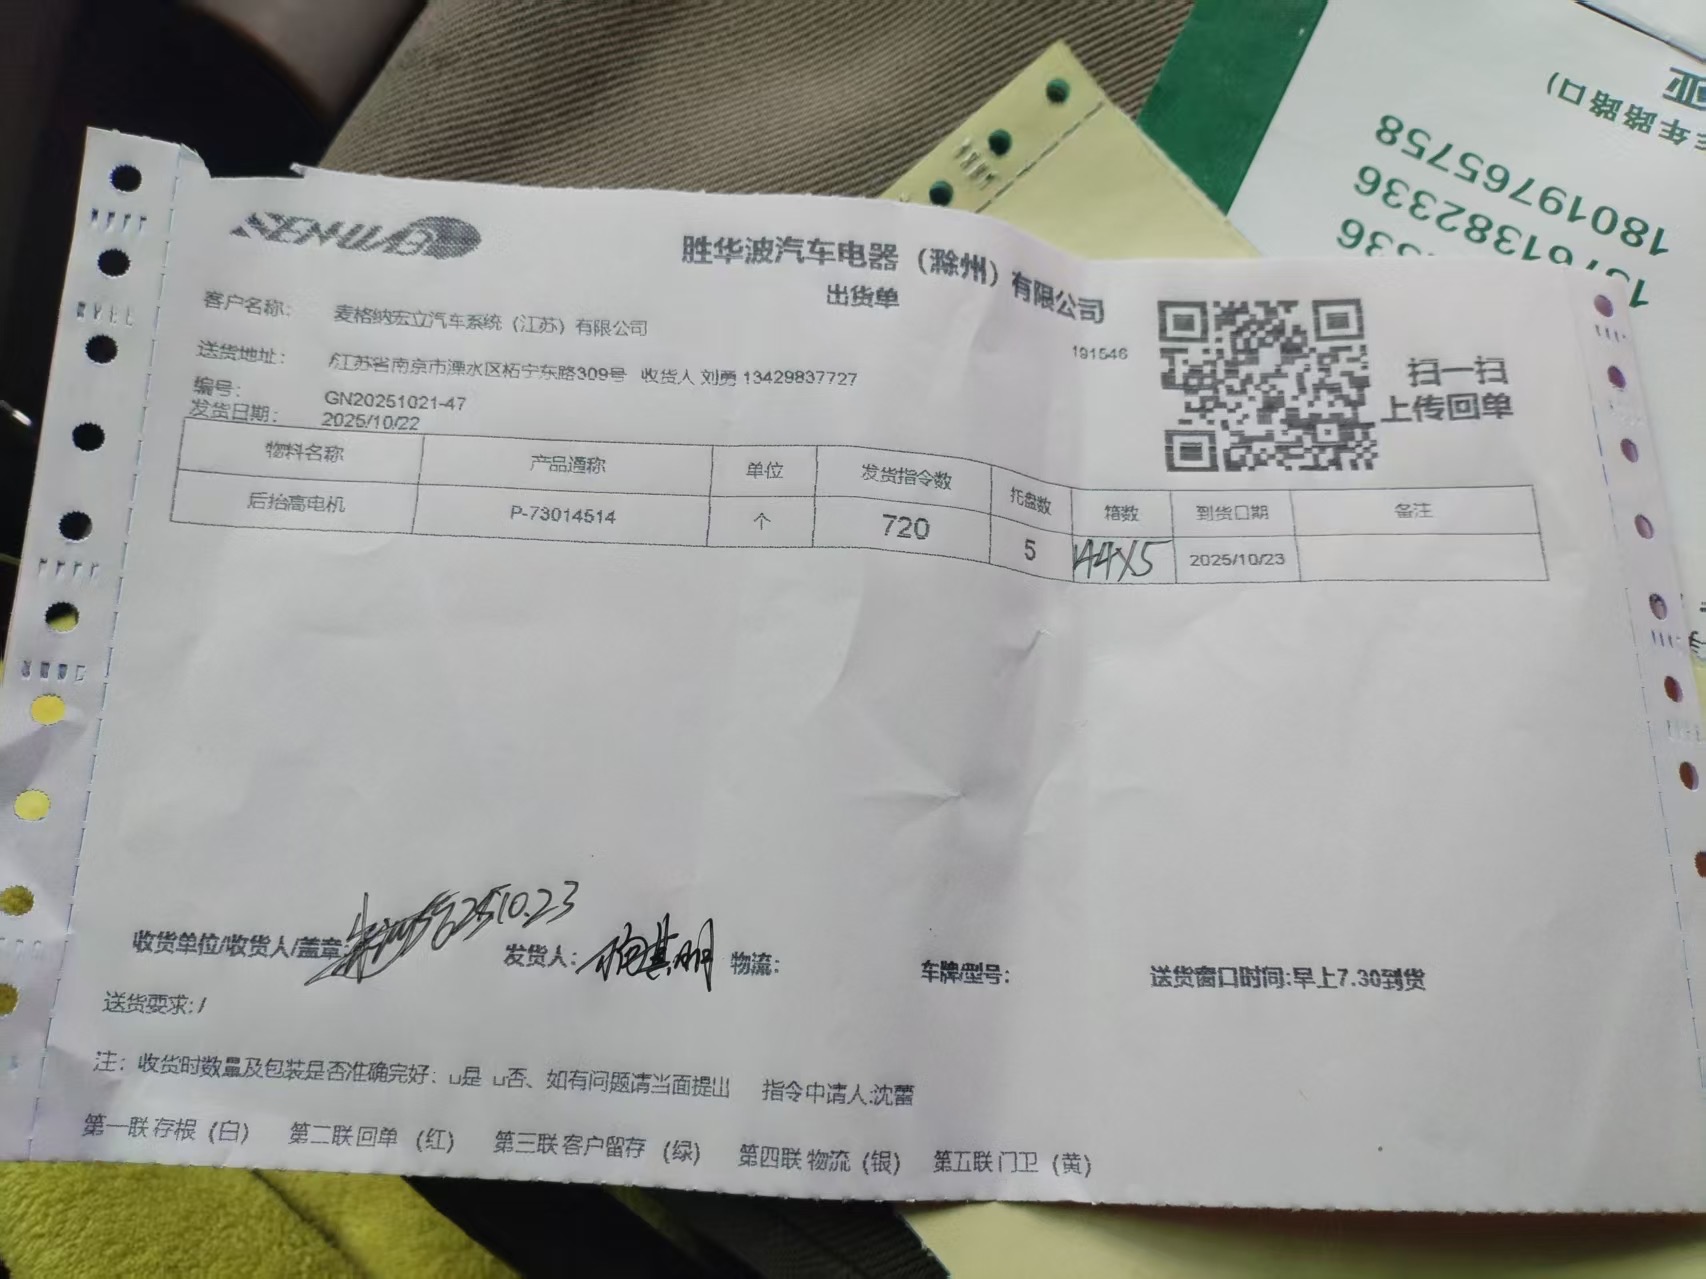 SENHUABO
胜华波汽车电器（滁州）有限公司
出货单
客户名称： 麦格纳宏立汽车系统（江苏）有限公司
191546
扫一扫
上传回单
送货地址： /江苏省南京市溧水区柘宁东路309号 收货人 刘勇 13429837727
编号： GN20251021-47
发货日期： 2025/10/22
物料名称 产品通称 单位 发货指令数 托盘数 箱数 到货日期 备注
后抬高电机 P-73014514 个 720 5 144X5 2025/10/23
收货单位/收货人/盖章: 2510.23 发货人: 物流: 车牌/型号: 送货窗口时间:早上7.30到货
送货要求:/
注：收货时数量及包装是否准确完好：□是 □否、如有问题请当面提出 指令申请人:沈蕾
第一联 存根（白） 第二联 回单 （红） 第三联 客户留存 （绿） 第四联 物流（银） 第五联 门卫（黄）
车路路口）
18019765758
13761382336
336